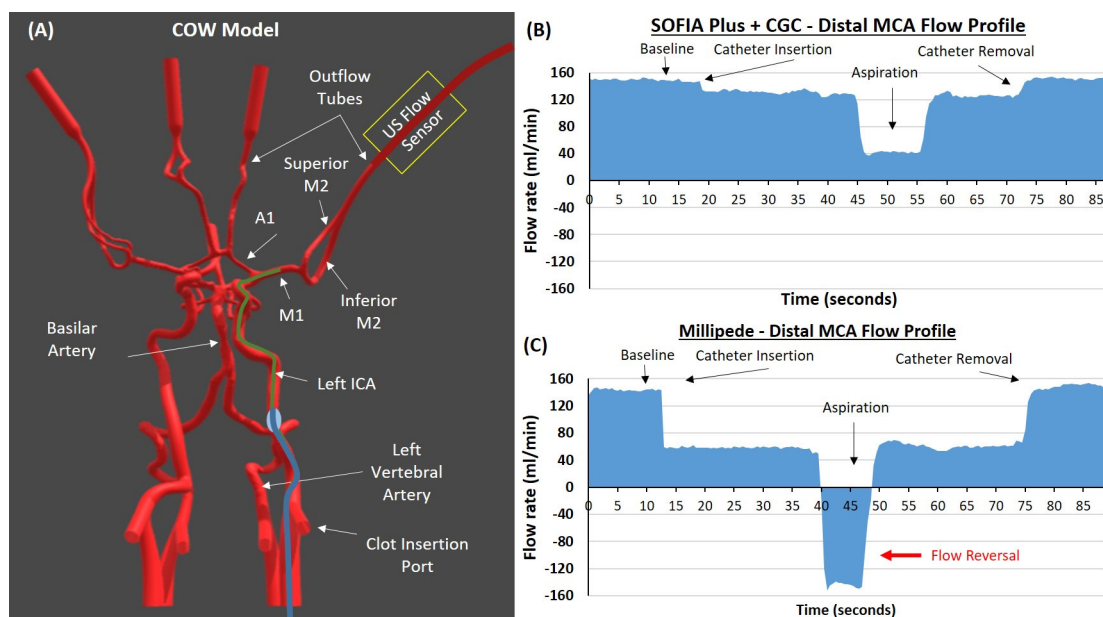 (A)
COW Model
Outflow
Tubes
US Flow
Sensor
Superior
M2
A1
M1
Inferior
M2
Basilar
Artery
Left ICA
Left
Vertebral
Artery
Clot Insertion
Port
(B)
SOFIA Plus + CGC - Distal MCA Flow Profile
Baseline
Catheter Insertion
Catheter Removal
Aspiration
Flow rate (ml/min)
160
120
80
40
0
-40
-80
-120
-160
0 5 10 15 20 25 30 35 40 45 50 55 60 65 70 75 80 85
Time (seconds)
Millipede - Distal MCA Flow Profile
(C)
Baseline
Catheter Insertion
Catheter Removal
Aspiration
Flow rate (ml/min)
160
120
80
40
0
-40
-80
-120
-160
0 5 10 15 20 25 30 35 40 45 50 55 60 65 70 75 80 85
Flow Reversal
Time (seconds)